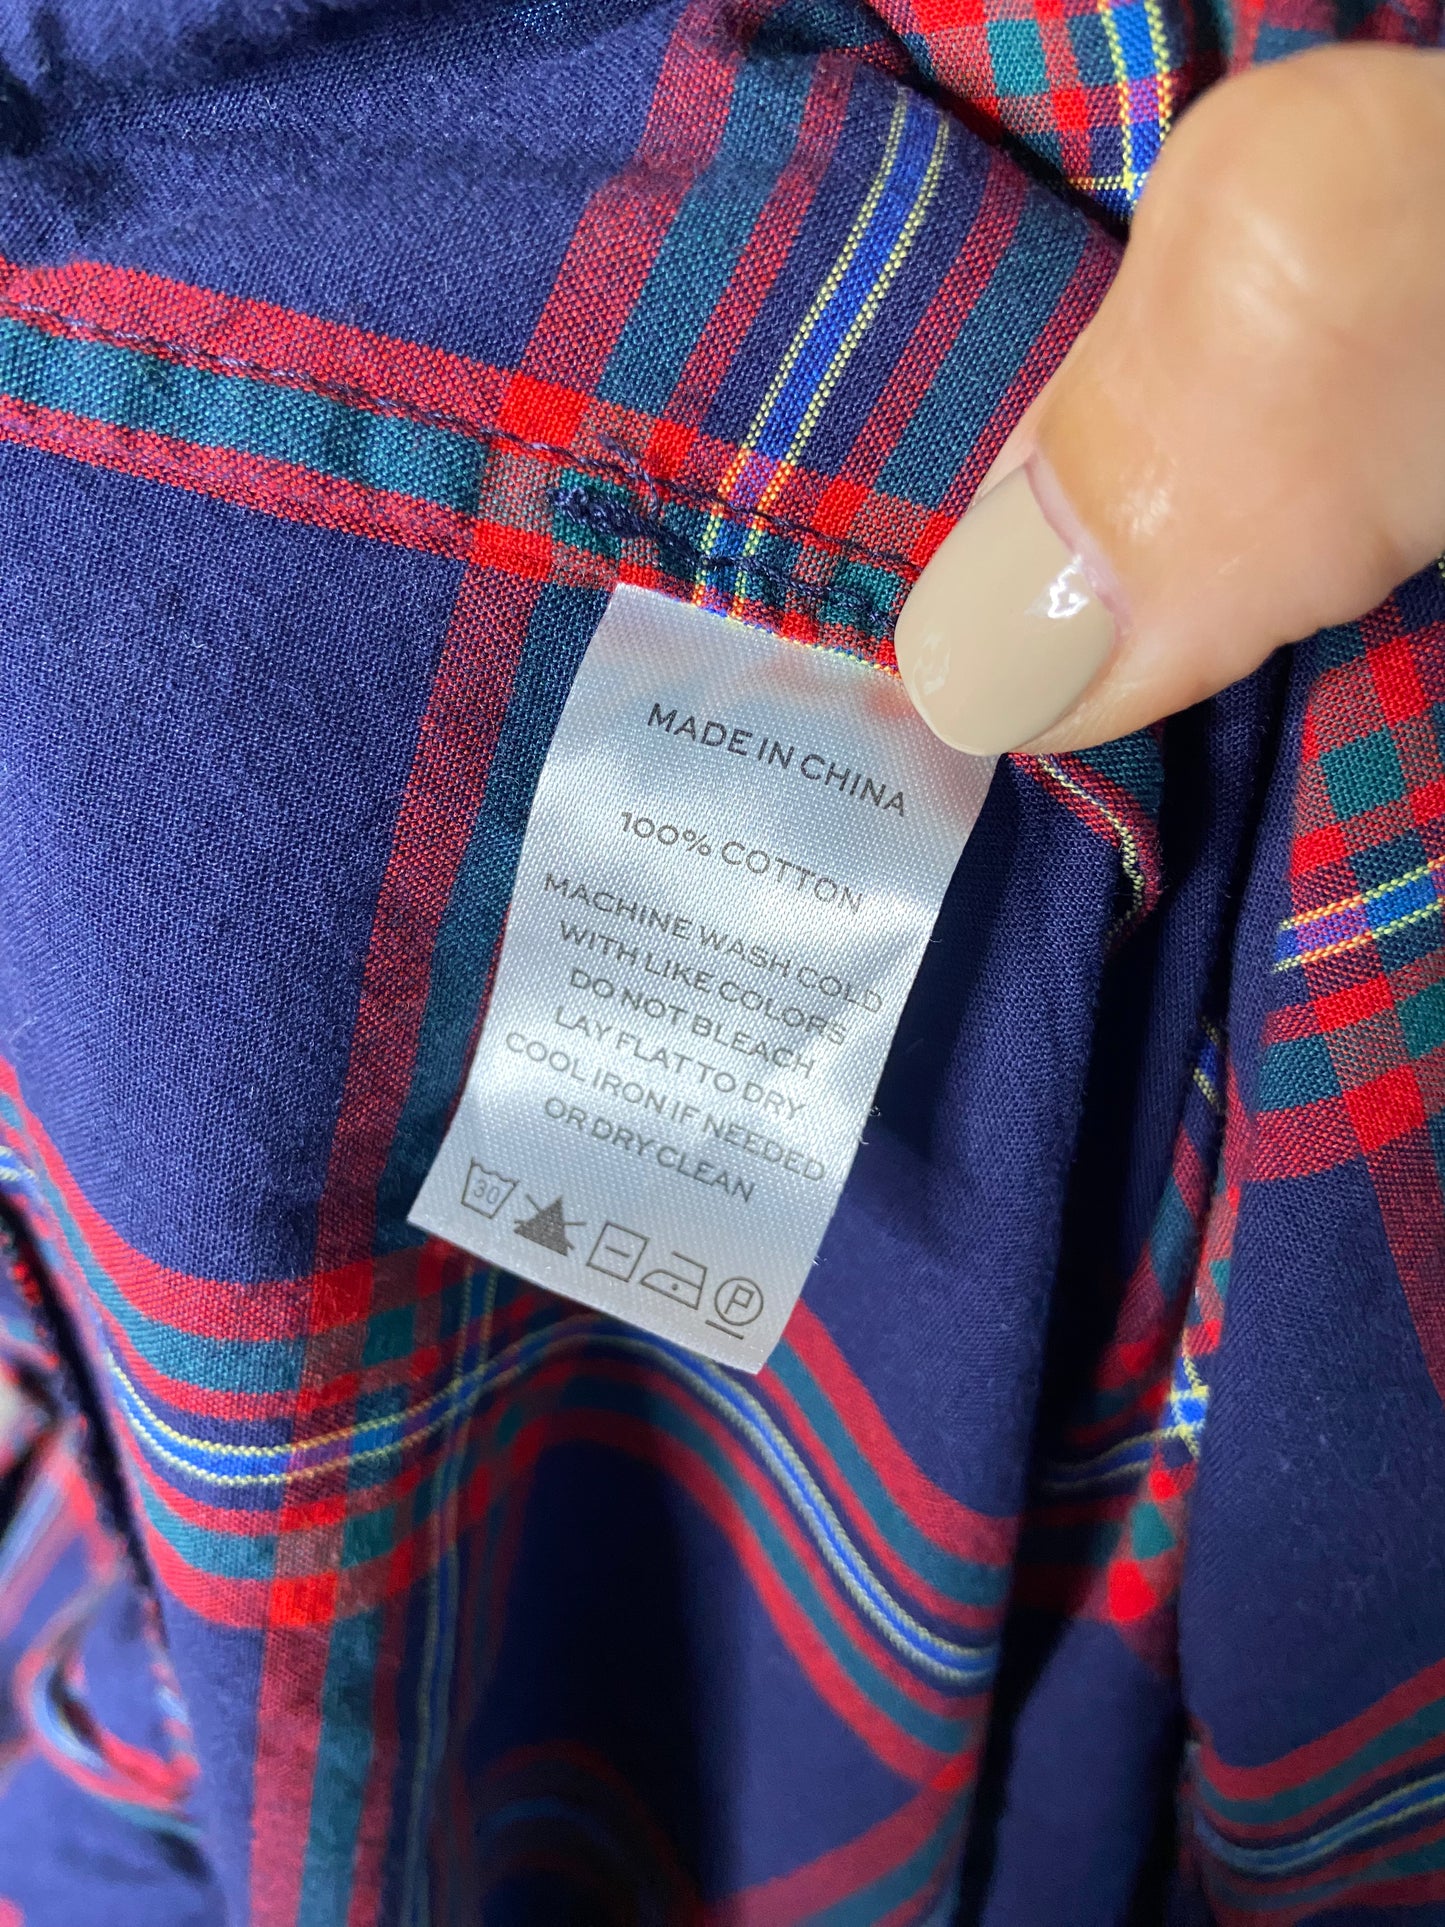 MADE IN CHINA
100% COTTON
MACHINE WASH COLD
WITH LIKE COLORS
DO NOT BLEACH
LAY FLAT TO DRY
COOL IRON IF NEEDED
OR DRY CLEAN
30 P